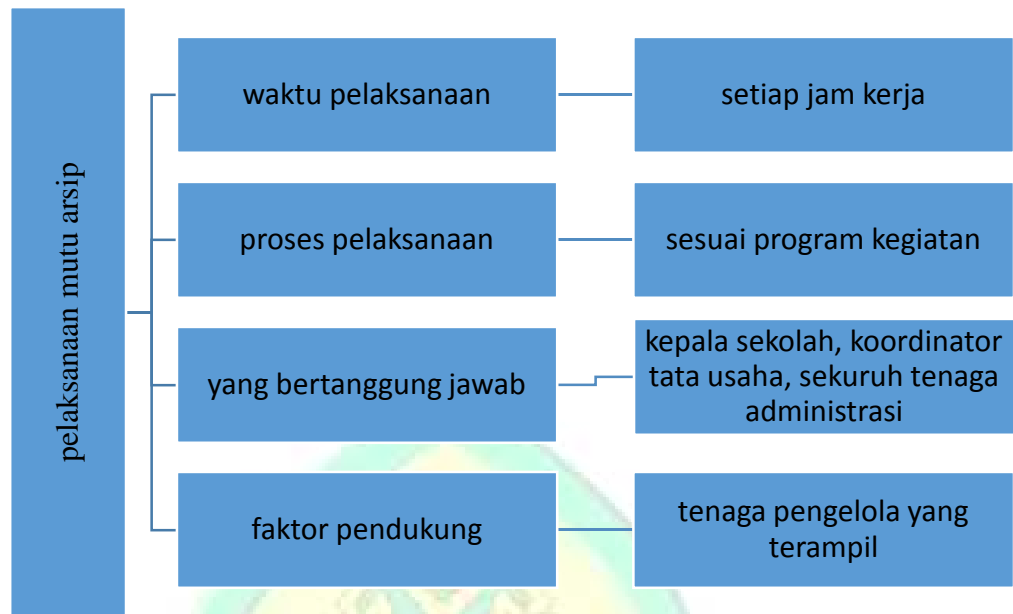 pelaksanaan mutu arsip
waktu pelaksanaan
setiap jam kerja
proses pelaksanaan
sesuai program kegiatan
yang bertanggung jawab
kepala sekolah, koordinator
tata usaha, sekuruh tenaga
administrasi
faktor pendukung
tenaga pengelola yang
terampil